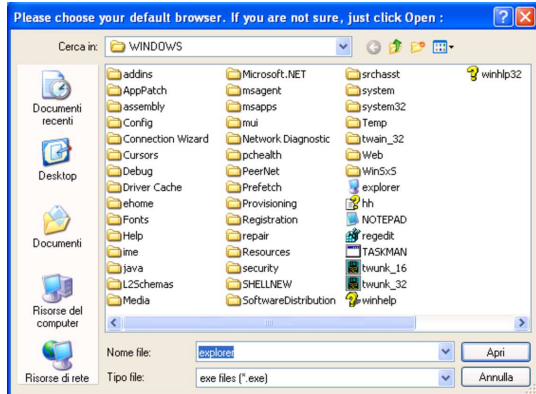 Please choose your default browser. If you are not sure, just click Open :
Cerca in: WINDOWS
Documenti recenti
Desktop
Documenti
Risorse del computer
Risorse di rete
addins
AppPatch
assembly
Config
Connection Wizard
Cursors
Debug
Driver Cache
ehome
Fonts
Help
ime
java
L2Schemas
Media
Microsoft.NET
msagent
msapps
mui
Network Diagnostic
pchealth
PeerNet
Prefetch
Provisioning
Registration
repair
Resources
security
SHELLNEW
SoftwareDistribution
srchasst
system
system32
Temp
twain_32
Web
WinSxS
explorer
hh
NOTEPAD
regedit
TASKMAN
twunk_16
twunk_32
winhelp
winhlp32
Nome file: explorer Apri
Tipo file: exe files (*.exe) Annulla